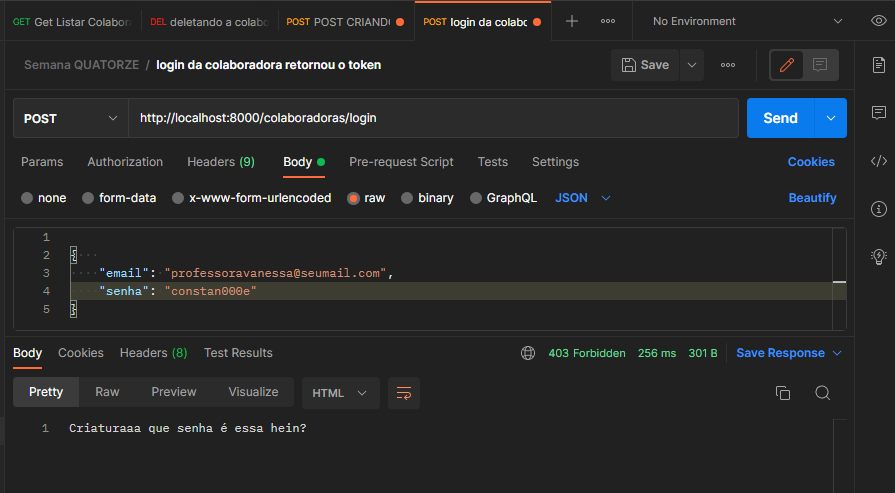 GET Get Listar Colabora DEL deletando a colabo POST POST CRIAND POST login da colabo No Environment
Semana QUATORZE / login da colaboradora retornou o token Save
POST http://localhost:8000/colaboradoras/login Send
Params Authorization Headers (9) Body Pre-request Script Tests Settings Cookies
none form-data x-www-form-urlencoded raw binary GraphQL JSON Beautify
1
2 {
3 "email": "professoravanessa@seumail.com",
4 "senha": "constan000e"
5 }
Body Cookies Headers (8) Test Results 403 Forbidden 256 ms 301 B Save Response
Pretty Raw Preview Visualize HTML
1 Criaturaaa que senha é essa hein?